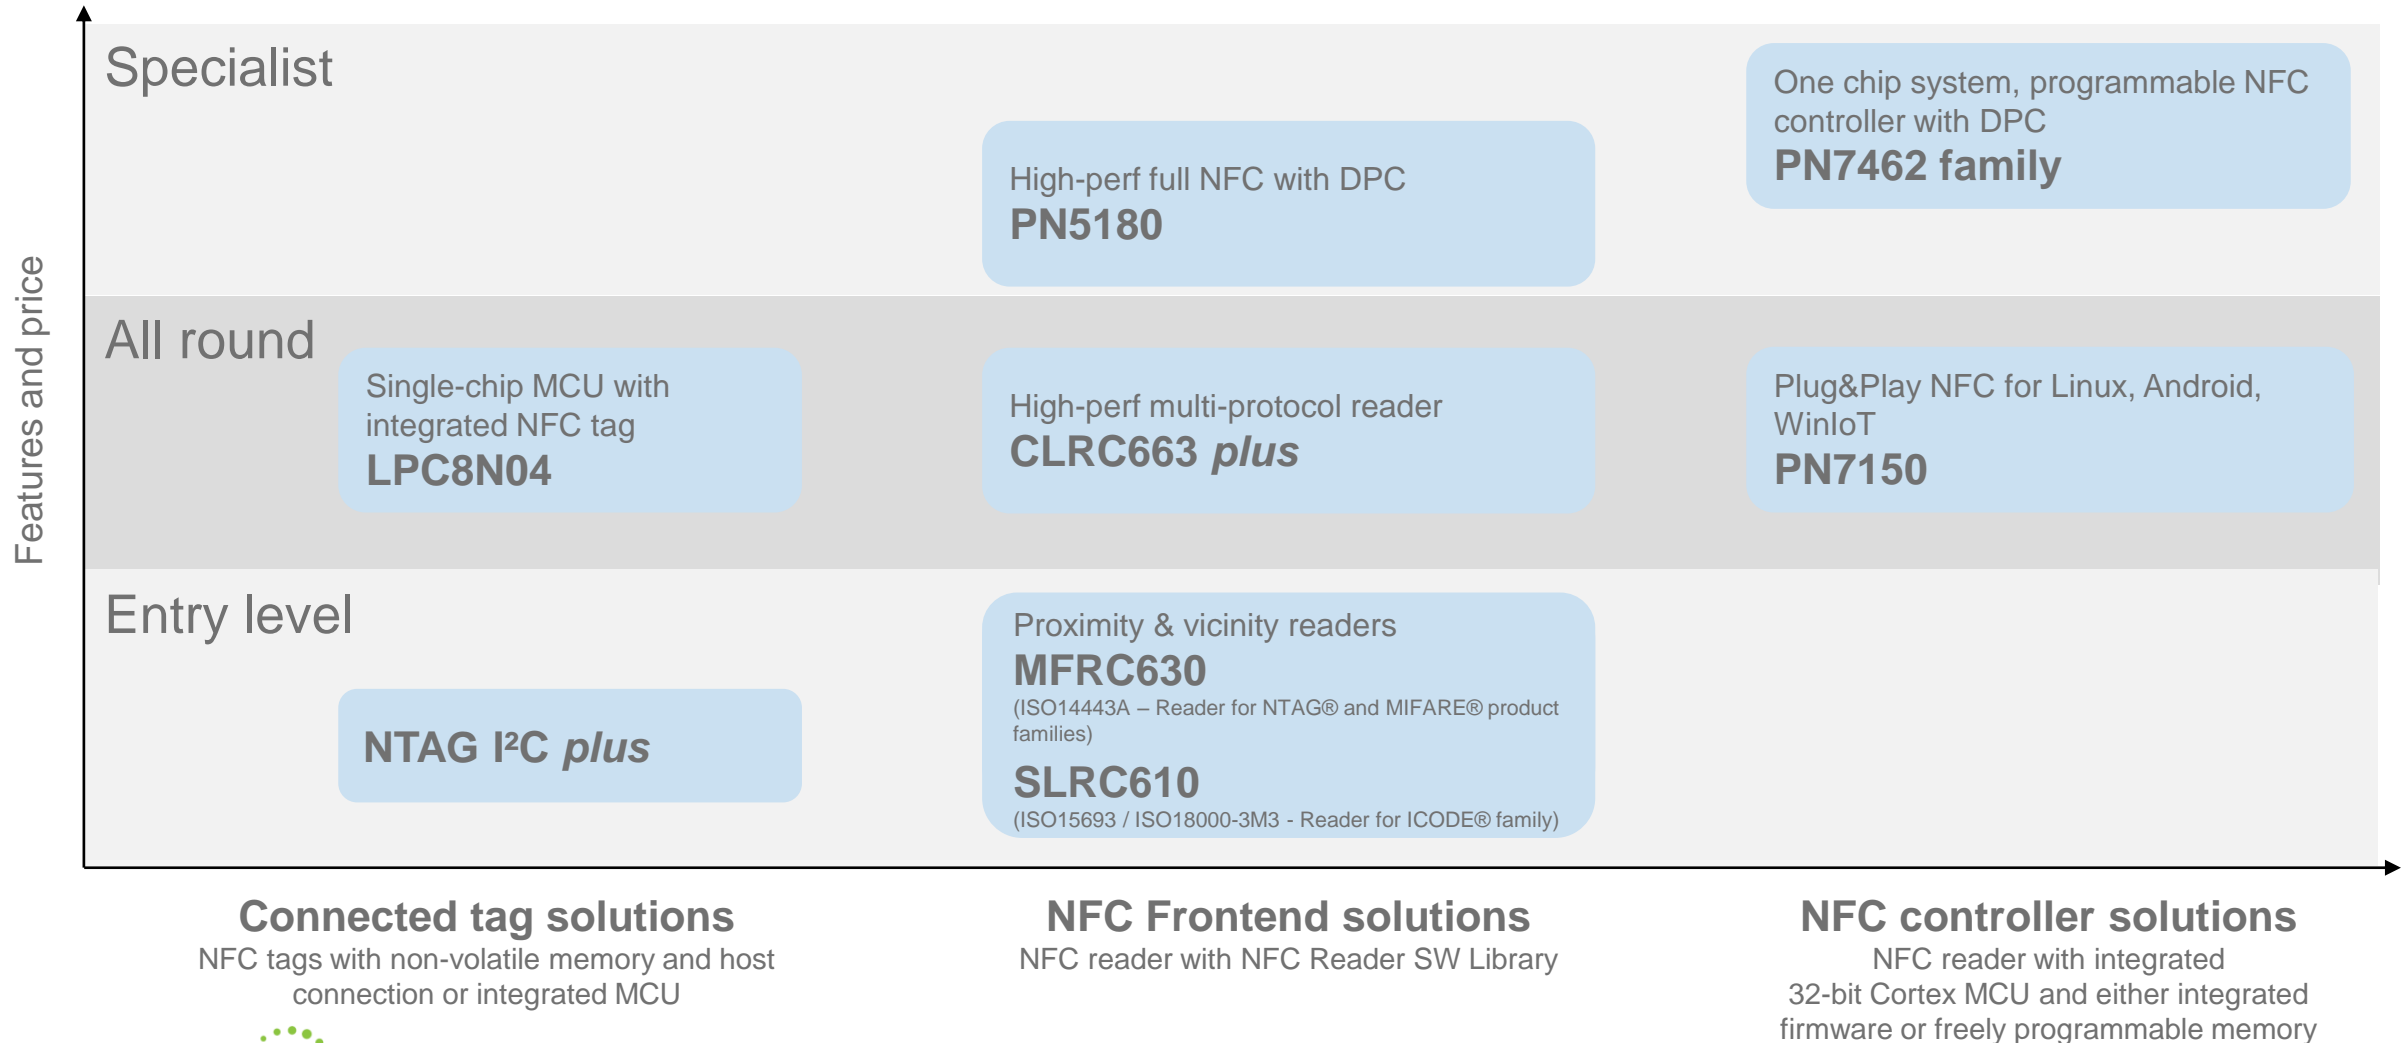 Features and price
Specialist
One chip system, programmable NFC
controller with DPC
PN7462 family
High-perf full NFC with DPC
PN5180
All round
Single-chip MCU with
integrated NFC tag
LPC8N04
High-perf multi-protocol reader
CLRC663 plus
Plug&Play NFC for Linux, Android,
WinIoT
PN7150
Entry level
NTAG I²C plus
Proximity & vicinity readers
MFRC630
(ISO14443A – Reader for NTAG® and MIFARE® product
families)
SLRC610
(ISO15693 / ISO18000-3M3 - Reader for ICODE® family)
Connected tag solutions
NFC tags with non-volatile memory and host
connection or integrated MCU
NFC Frontend solutions
NFC reader with NFC Reader SW Library
NFC controller solutions
NFC reader with integrated
32-bit Cortex MCU and either integrated
firmware or freely programmable memory